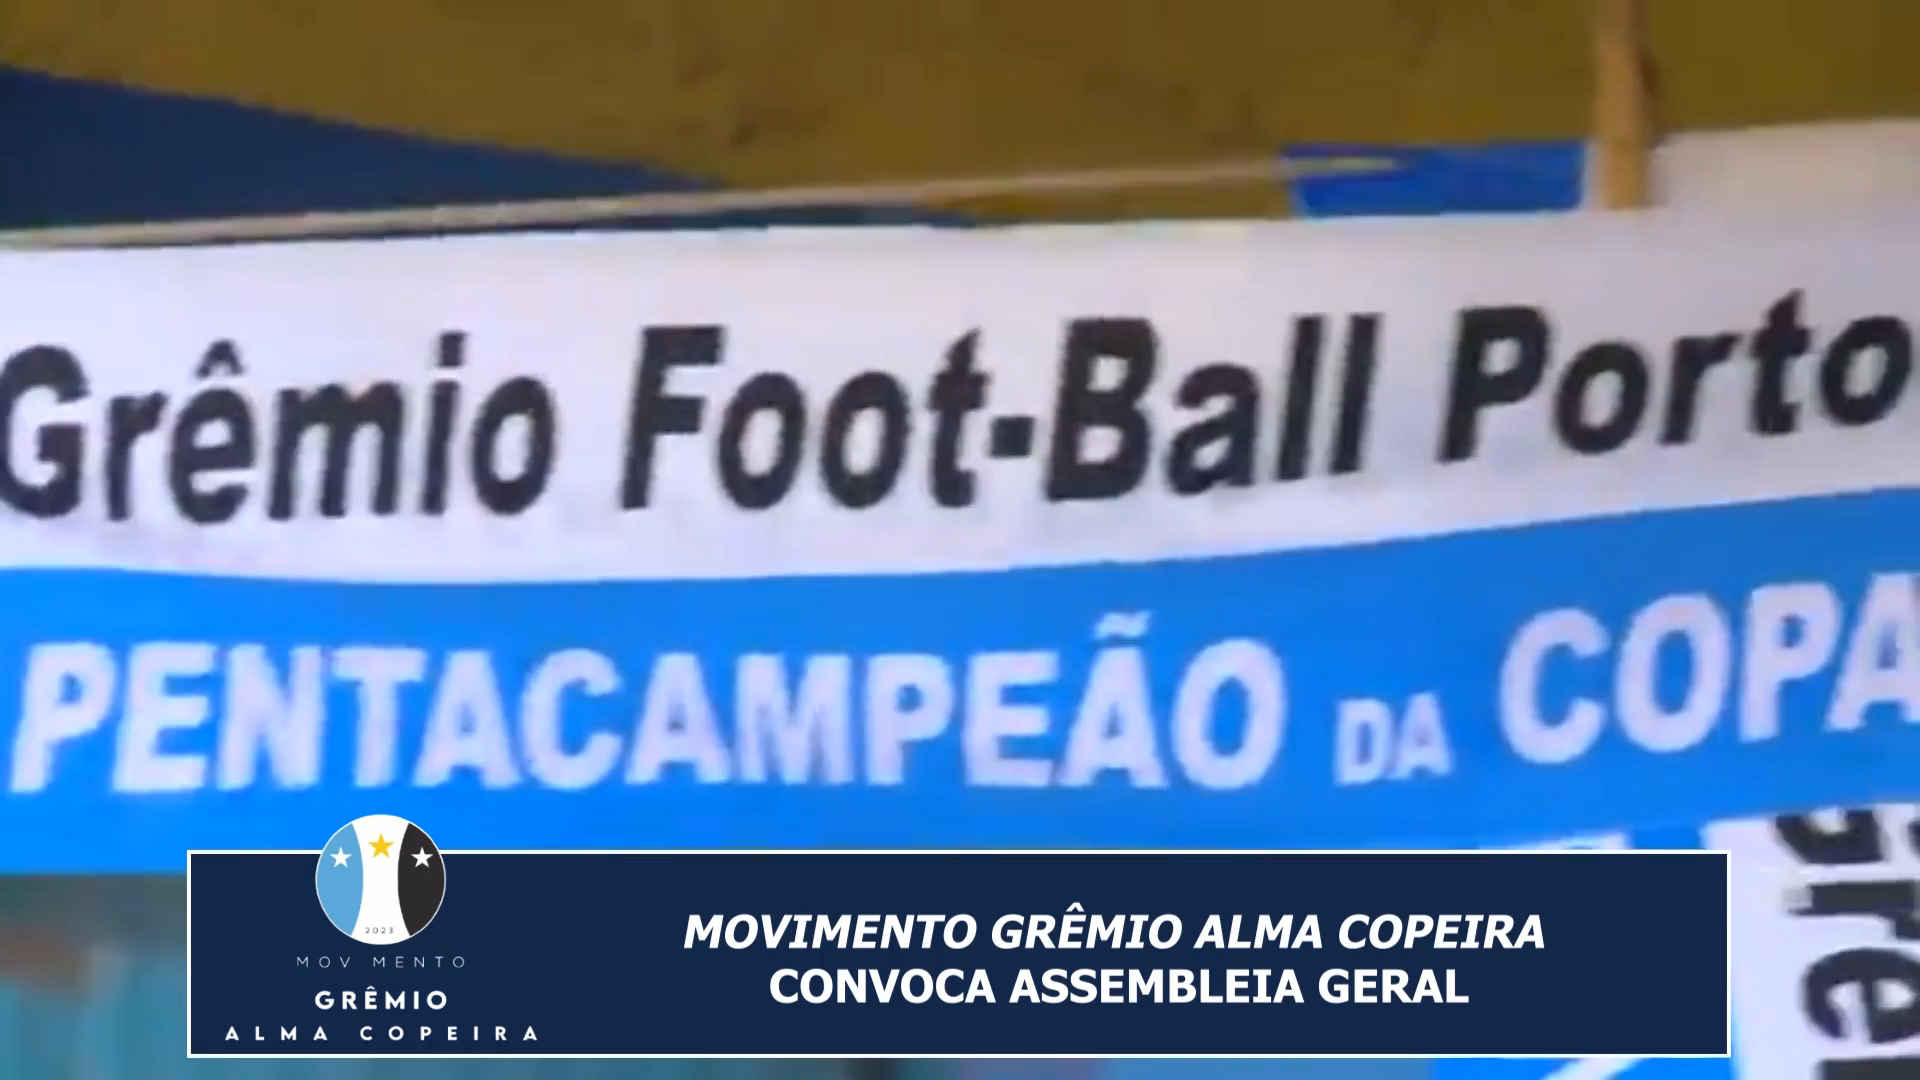 Grêmio Foot-Ball Porto
PENTACAMPEÃO DA COPA
2023
MOV MENTO
GRÊMIO
ALMA COPEIRA
MOVIMENTO GRÊMIO ALMA COPEIRA
CONVOCA ASSEMBLEIA GERAL